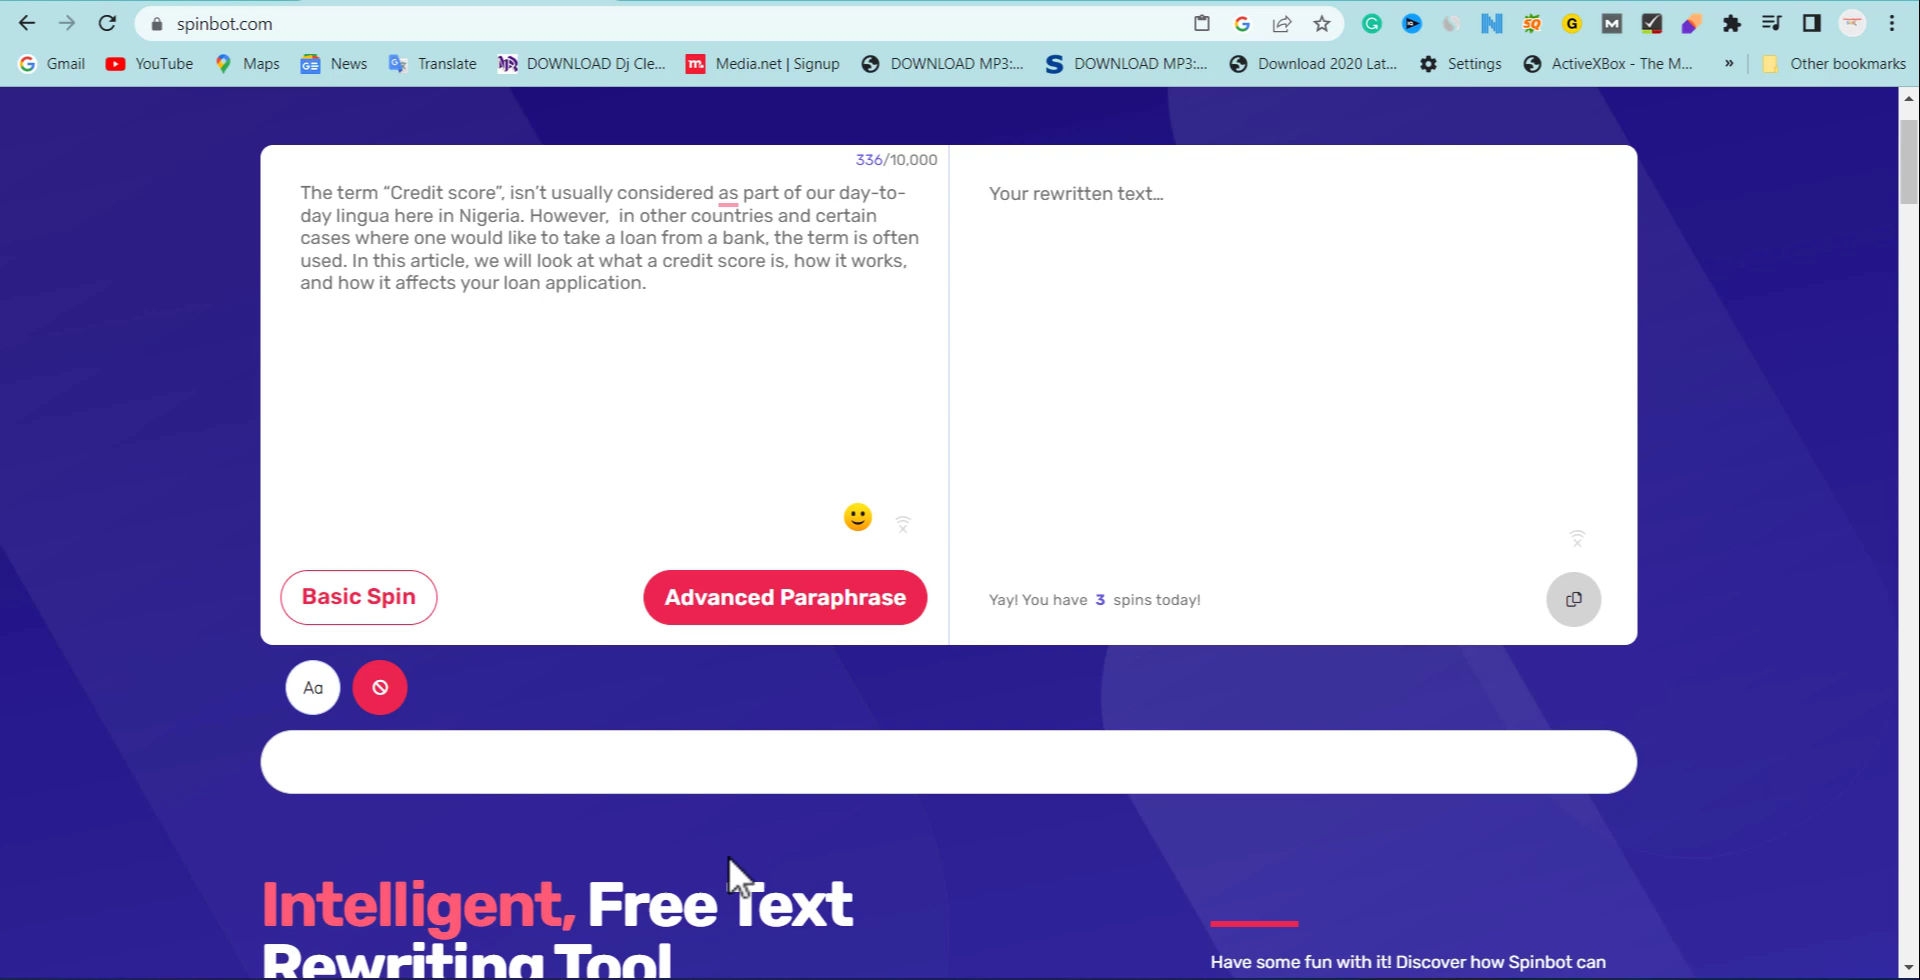 spinbot.com
Gmail YouTube Maps News Translate DOWNLOAD Dj Cle... Media.net | Signup DOWNLOAD MP3:... DOWNLOAD MP3:... Download 2020 Lat... Settings ActiveXBox - The M... » Other bookmarks
336/10,000
The term “Credit score”, isn’t usually considered as part of our day-to-
day lingua here in Nigeria. However,  in other countries and certain
cases where one would like to take a loan from a bank, the term is often
used. In this article, we will look at what a credit score is, how it works,
and how it affects your loan application.
Your rewritten text...
Basic Spin
Advanced Paraphrase
Yay! You have 3 spins today!
Aa
Intelligent, Free Text
Rewriting Tool
Have some fun with it! Discover how Spinbot can